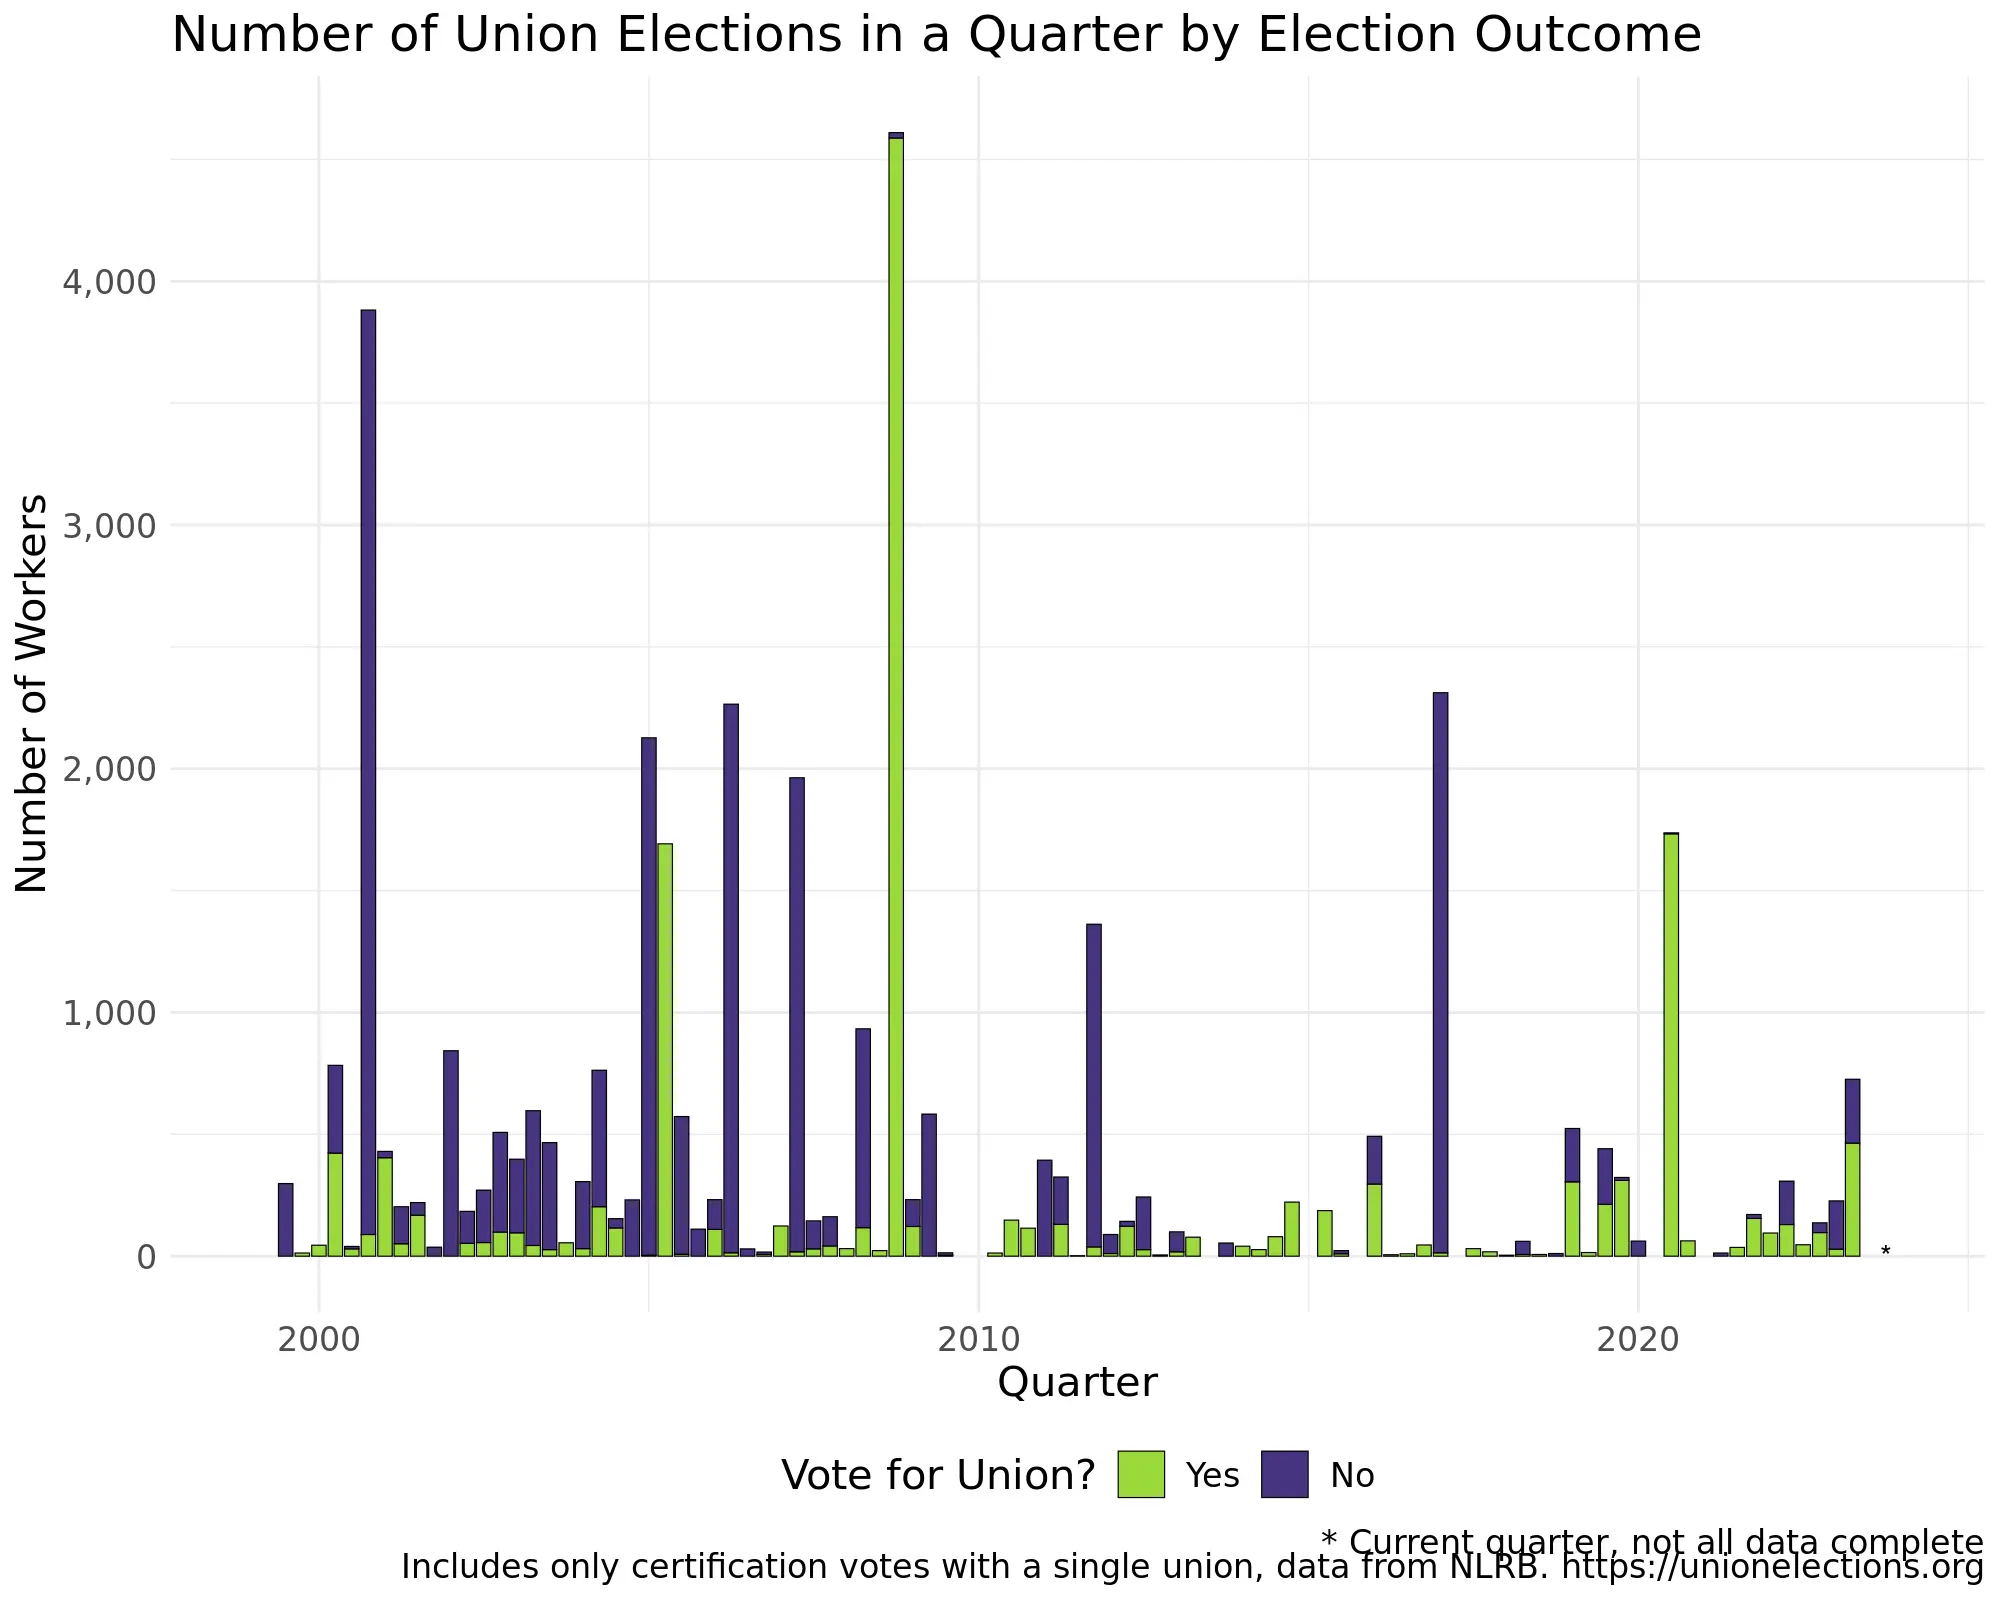 Number of Union Elections in a Quarter by Election Outcome
Number of Workers
4,000
3,000
2,000
1,000
0
*
2000 2010 2020
Quarter
Vote for Union? Yes No
* Current quarter, not all data complete
Includes only certification votes with a single union, data from NLRB. https://unionelections.org